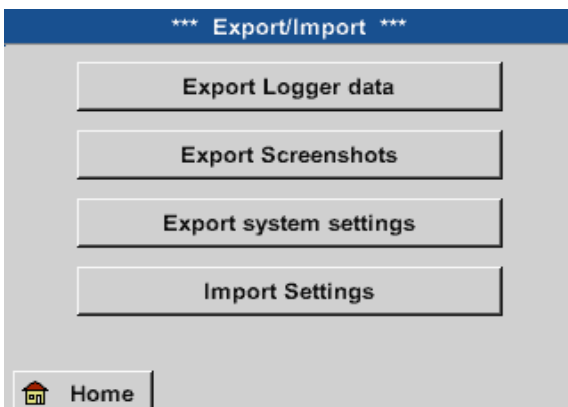 *** Export/Import ***
Export Logger data
Export Screenshots
Export system settings
Import Settings
Home